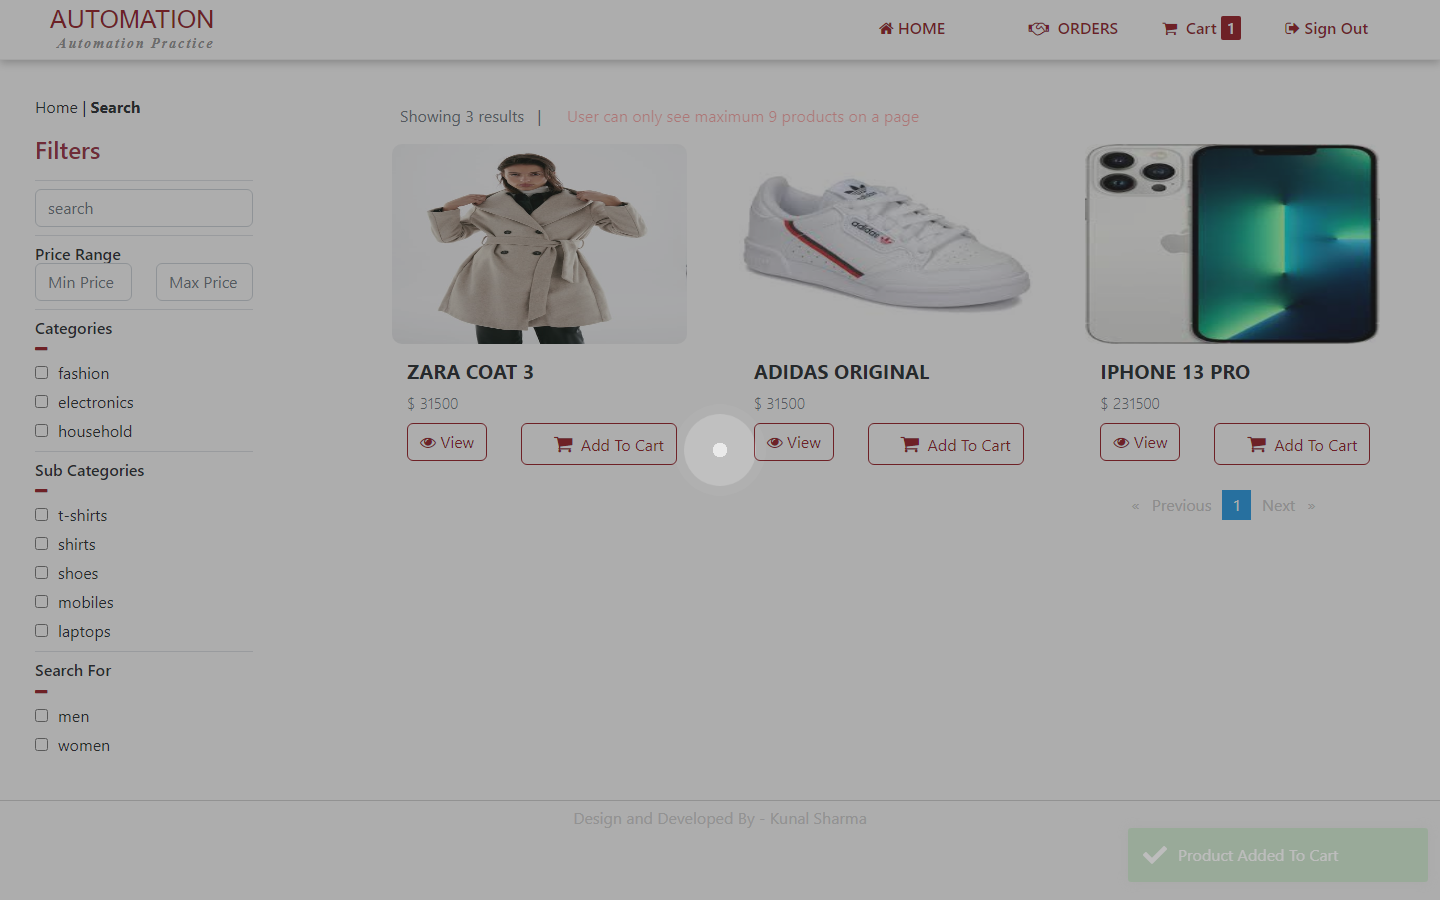 AUTOMATION
Automation Practice
HOME
ORDERS
Cart 1
Sign Out
Home | Search
Filters
search
Price Range
Min Price
Max Price
Categories
fashion
electronics
household
Sub Categories
t-shirts
shirts
shoes
mobiles
laptops
Search For
men
women
Showing 3 results |
User can only see maximum 9 products on a page
adidas
ZARA COAT 3
$ 31500
View
Add To Cart
ADIDAS ORIGINAL
$ 31500
View
Add To Cart
IPHONE 13 PRO
$ 231500
View
Add To Cart
« Previous 1 Next »
Design and Developed By - Kunal Sharma
Product Added To Cart